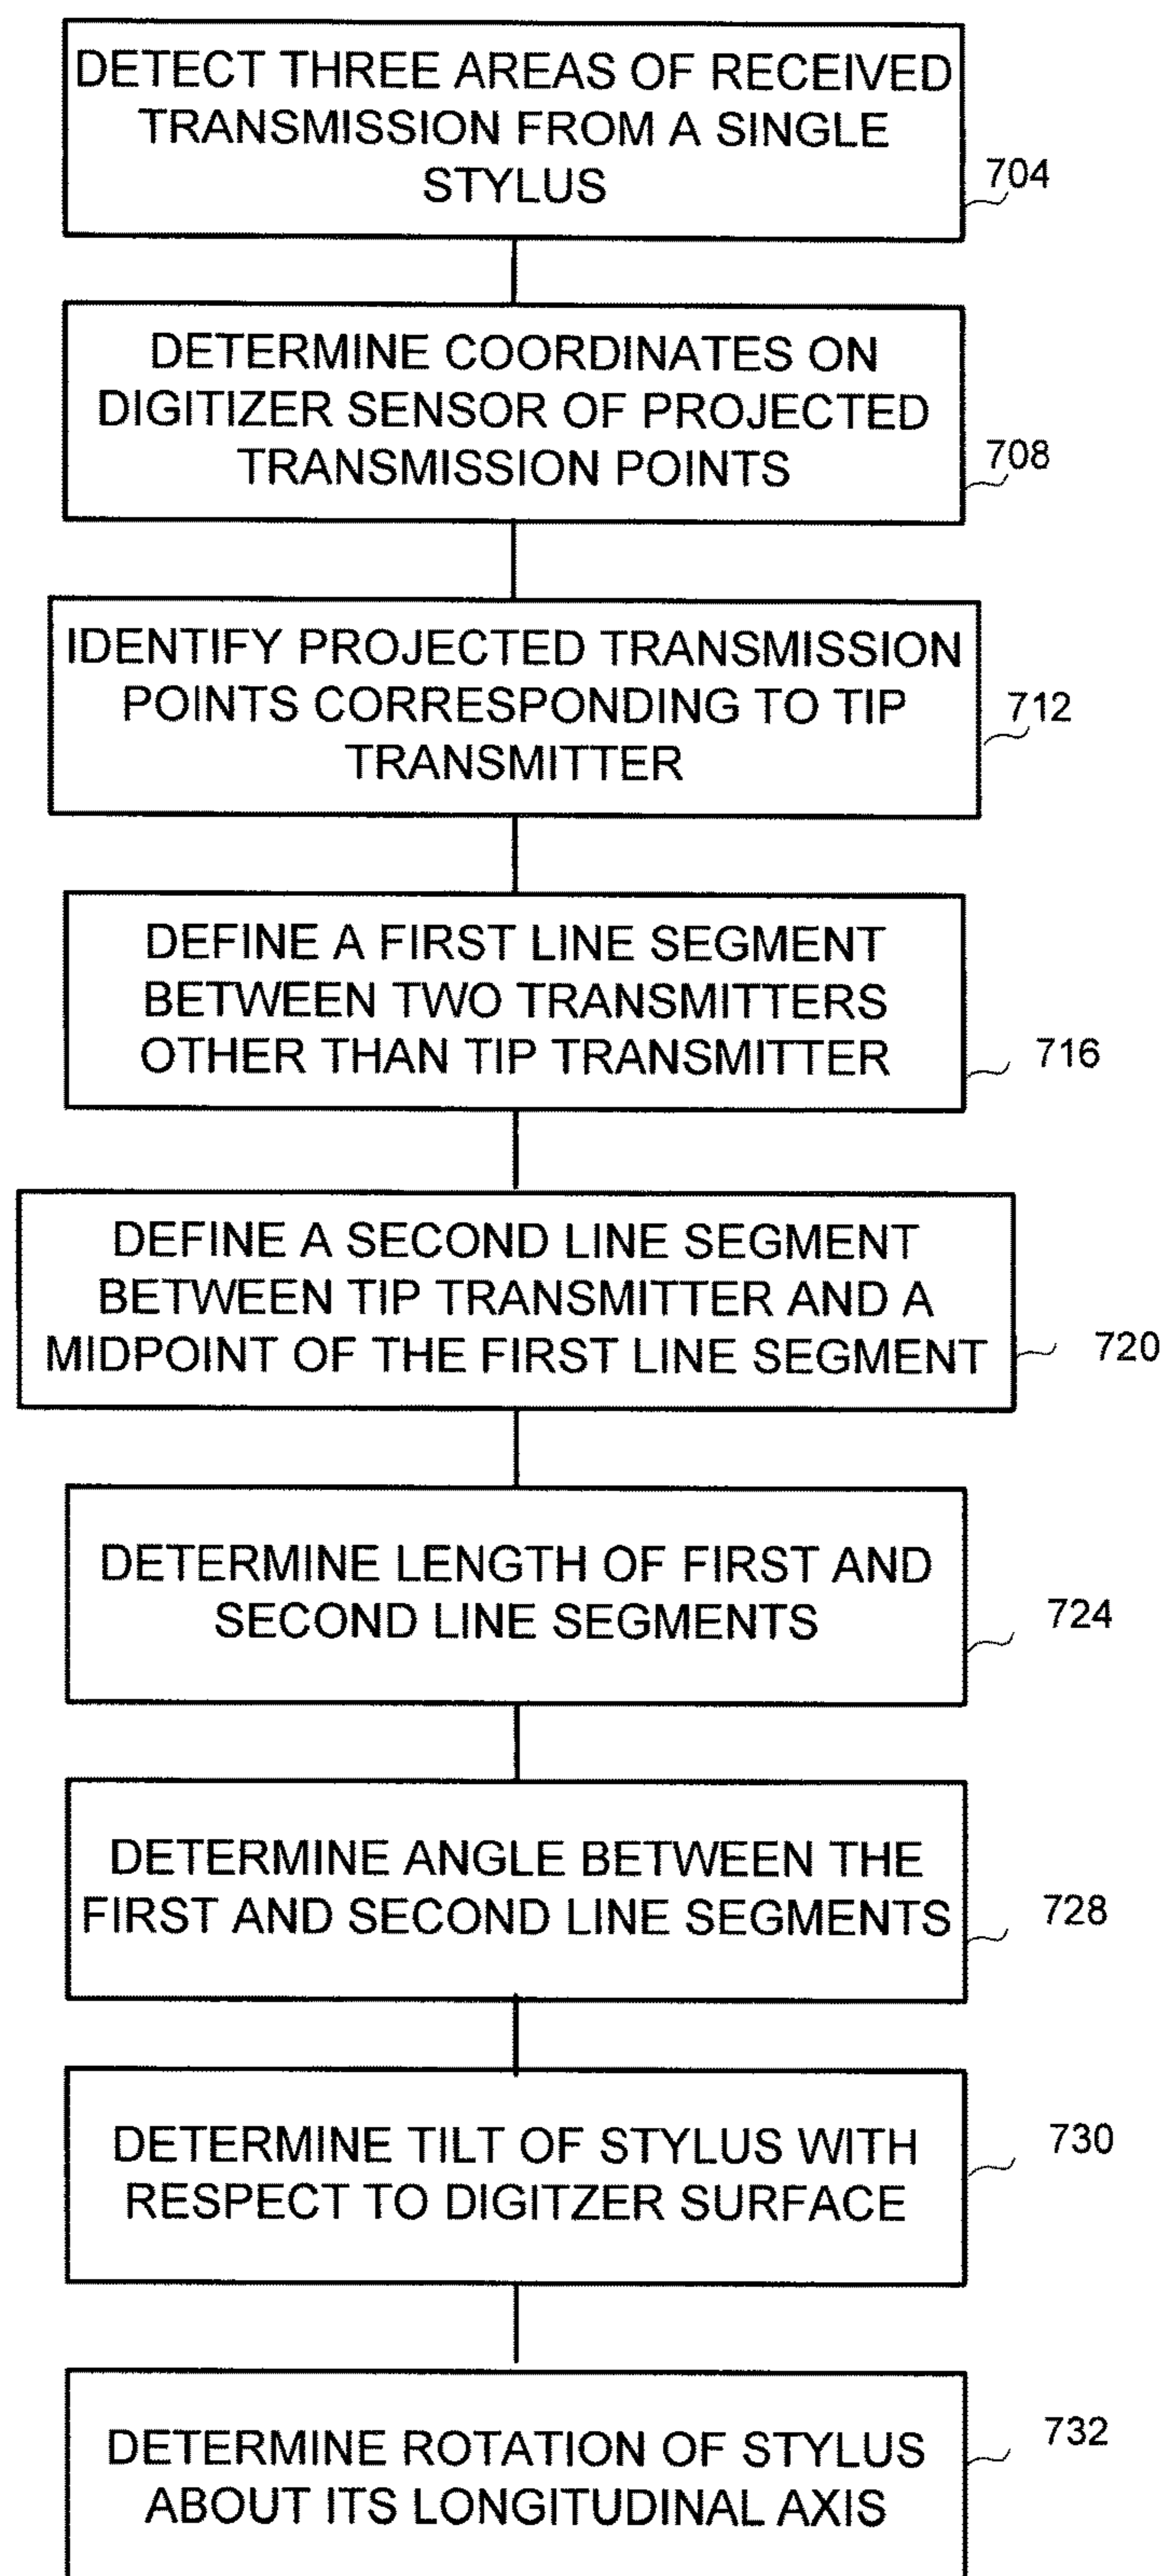 DETECT THREE AREAS OF RECEIVED
TRANSMISSION FROM A SINGLE
STYLUS
704
DETERMINE COORDINATES ON
DIGITIZER SENSOR OF PROJECTED
TRANSMISSION POINTS
708
IDENTIFY PROJECTED TRANSMISSION
POINTS CORRESPONDING TO TIP
TRANSMITTER
712
DEFINE A FIRST LINE SEGMENT
BETWEEN TWO TRANSMITTERS
OTHER THAN TIP TRANSMITTER
716
DEFINE A SECOND LINE SEGMENT
BETWEEN TIP TRANSMITTER AND A
MIDPOINT OF THE FIRST LINE SEGMENT
720
DETERMINE LENGTH OF FIRST AND
SECOND LINE SEGMENTS
724
DETERMINE ANGLE BETWEEN THE
FIRST AND SECOND LINE SEGMENTS
728
DETERMINE TILT OF STYLUS WITH
RESPECT TO DIGITZER SURFACE
730
DETERMINE ROTATION OF STYLUS
ABOUT ITS LONGITUDINAL AXIS
732